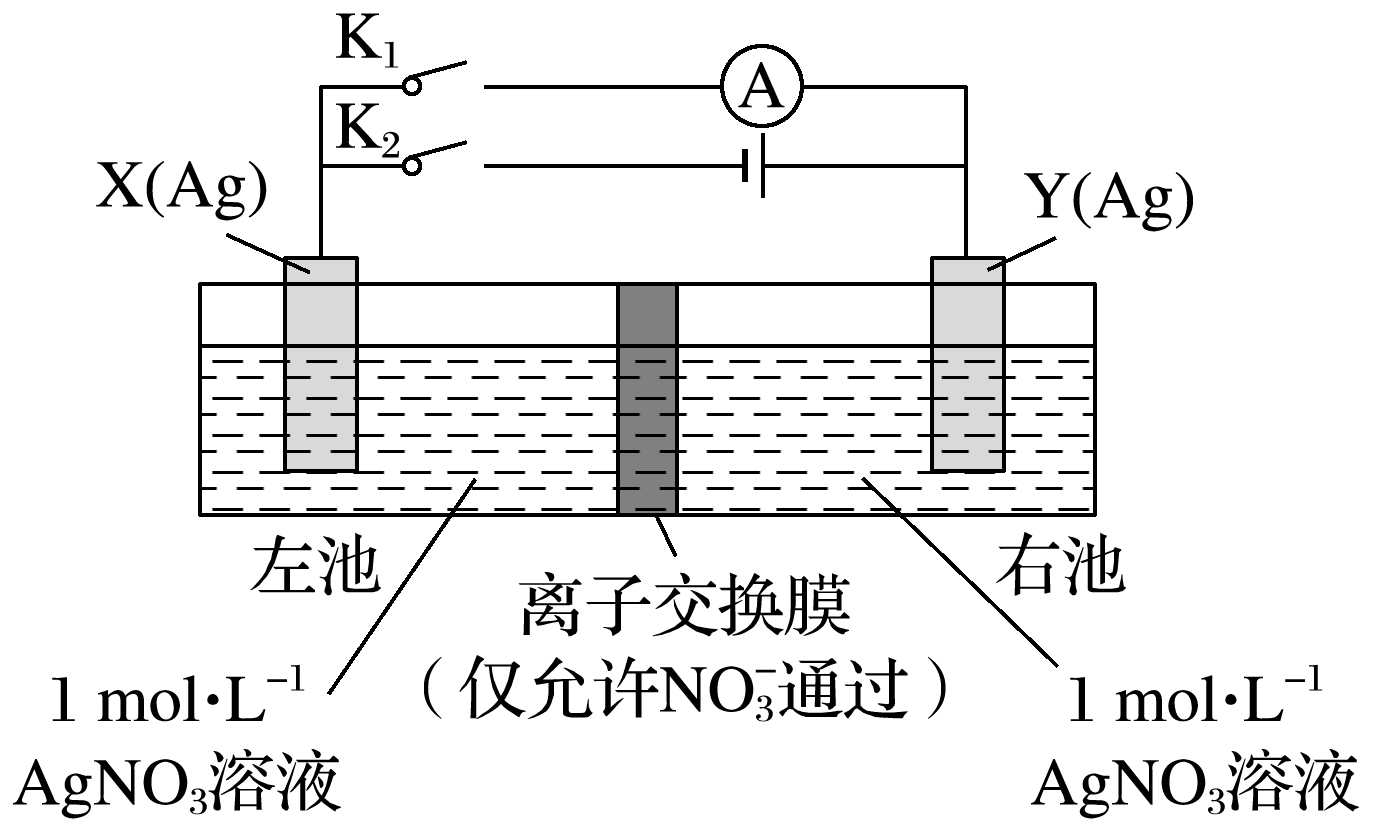 K₁
A
K₂
X(Ag)
Y(Ag)
左池
右池
离子交换膜
(仅允许NO₃⁻通过)
1 mol·L⁻¹
AgNO₃溶液
1 mol·L⁻¹
AgNO₃溶液